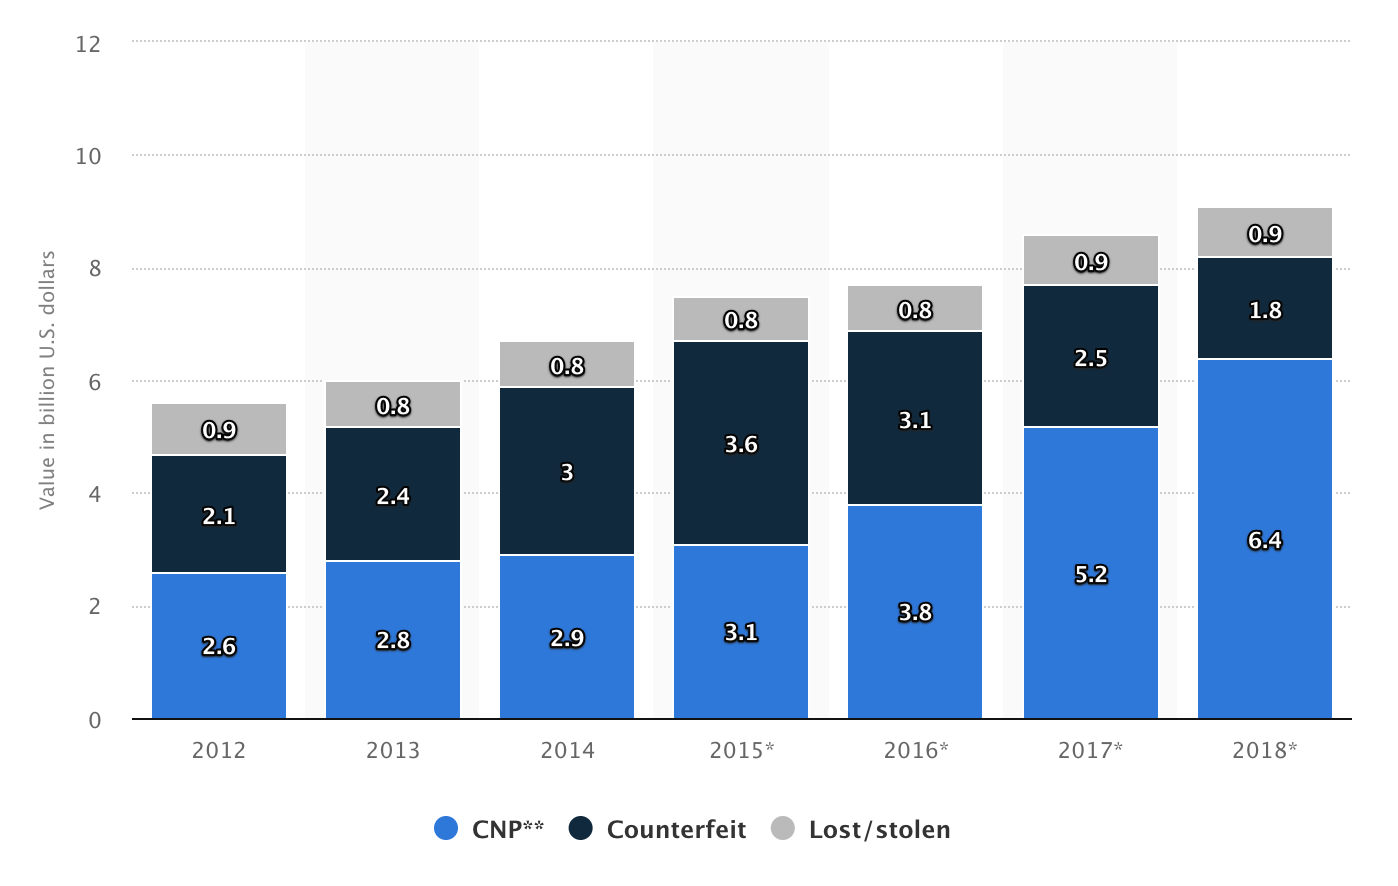 Value in billion U.S. dollars
12
10
8
6
4
2
0
0.9 0.8 0.8 0.8 0.8 0.9 0.9
2.1 2.4 3 3.6 3.1 2.5 1.8
2.6 2.8 2.9 3.1 3.8 5.2 6.4
2012 2013 2014 2015* 2016* 2017* 2018*
CNP** Counterfeit Lost/stolen